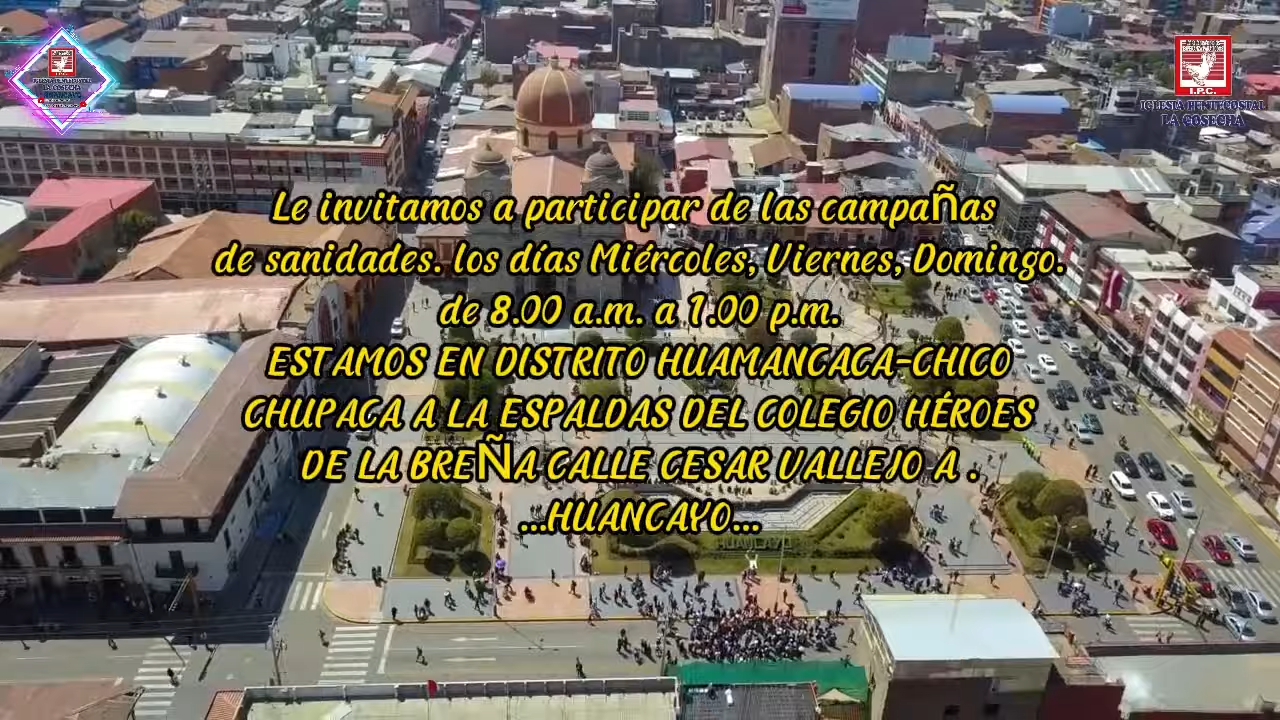 I.P.C.
IGLESIA PENTECOSTAL
LA COSECHA
Le invitamos a participar de las campañas
de sanidades. los días Miércoles, Viernes, Domingo.
de 8.00 a.m. a 1.00 p.m.
ESTAMOS EN DISTRITO HUAMANCACA-CHICO
CHUPACA A LA ESPALDAS DEL COLEGIO HÉROES
DE LA BREÑA CALLE CESAR VALLEJO A .
...HUANCAYO...
HUANCAYO